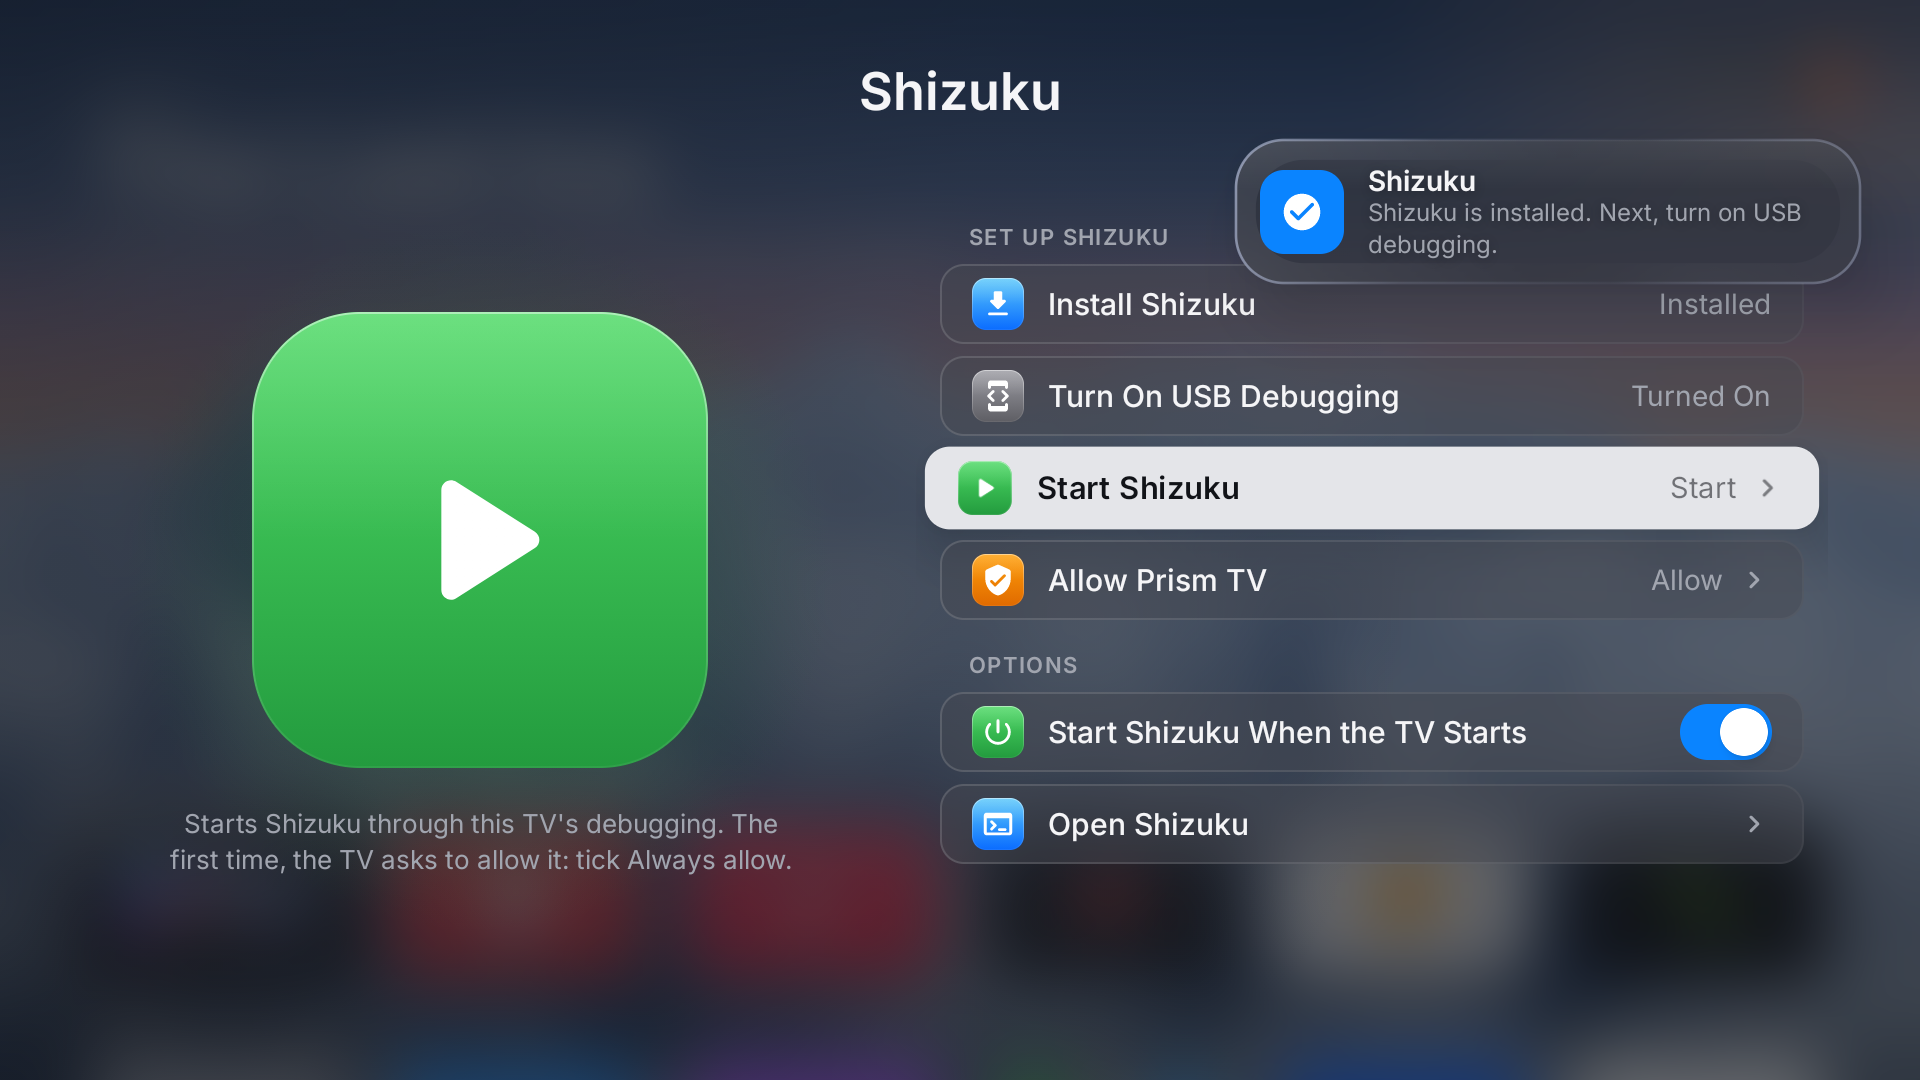 Shizuku
Shizuku
Shizuku is installed. Next, turn on USB
debugging.
SET UP SHIZUKU
Install Shizuku
Installed
Turn On USB Debugging
Turned On
Start Shizuku
Start
Allow Prism TV
Allow
OPTIONS
Start Shizuku When the TV Starts
Open Shizuku
Starts Shizuku through this TV's debugging. The
first time, the TV asks to allow it: tick Always allow.